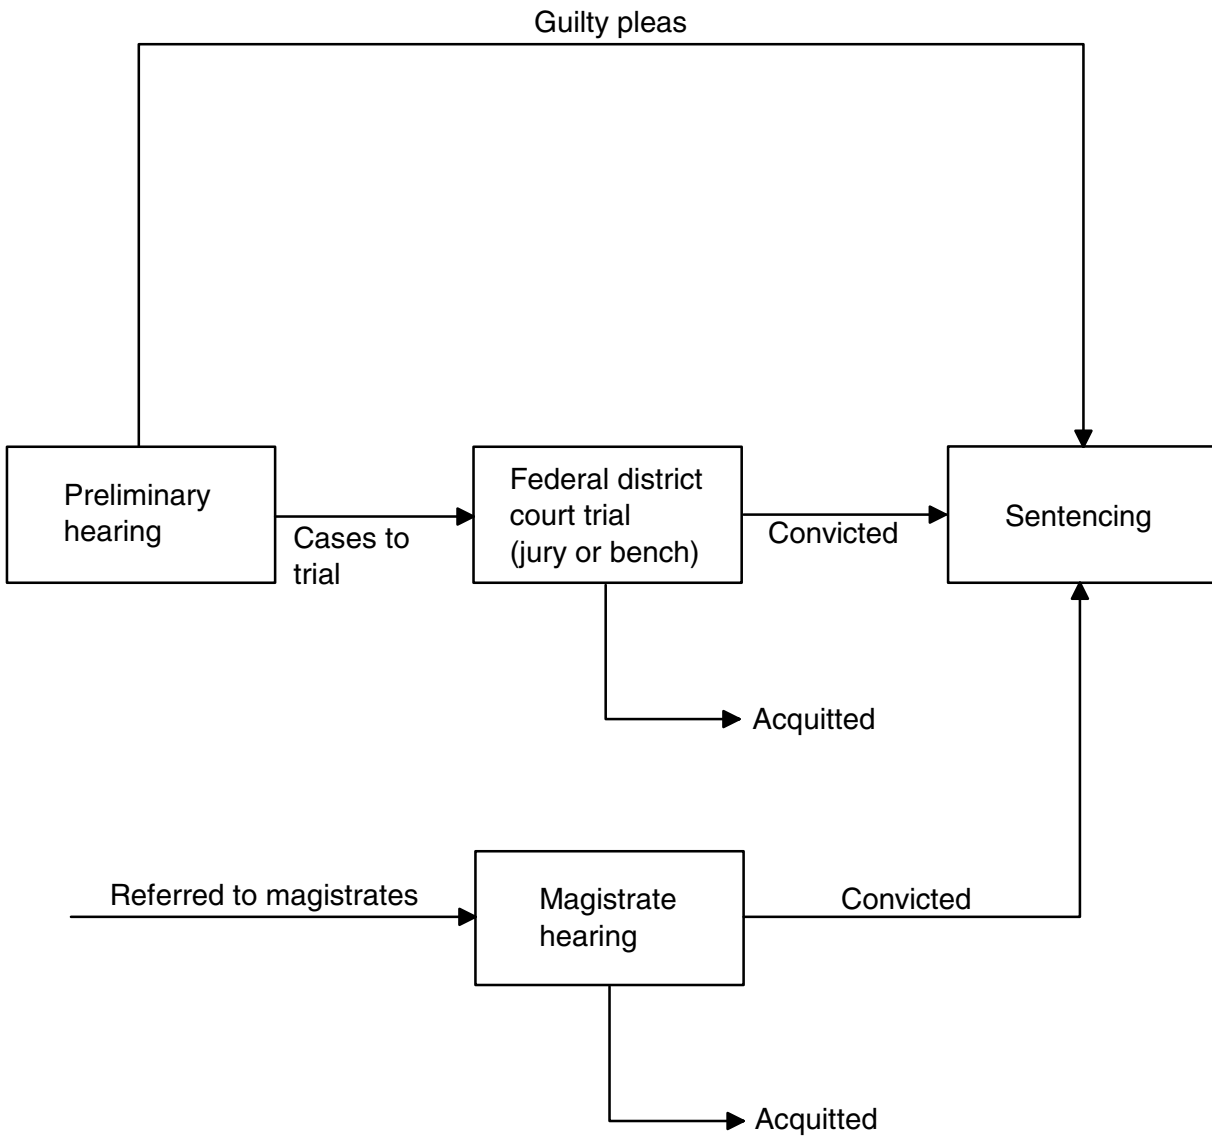 Guilty pleas
Preliminary
hearing
Cases to
trial
Federal district
court trial
(jury or bench)
Convicted
Sentencing
Acquitted
Referred to magistrates
Magistrate
hearing
Convicted
Acquitted